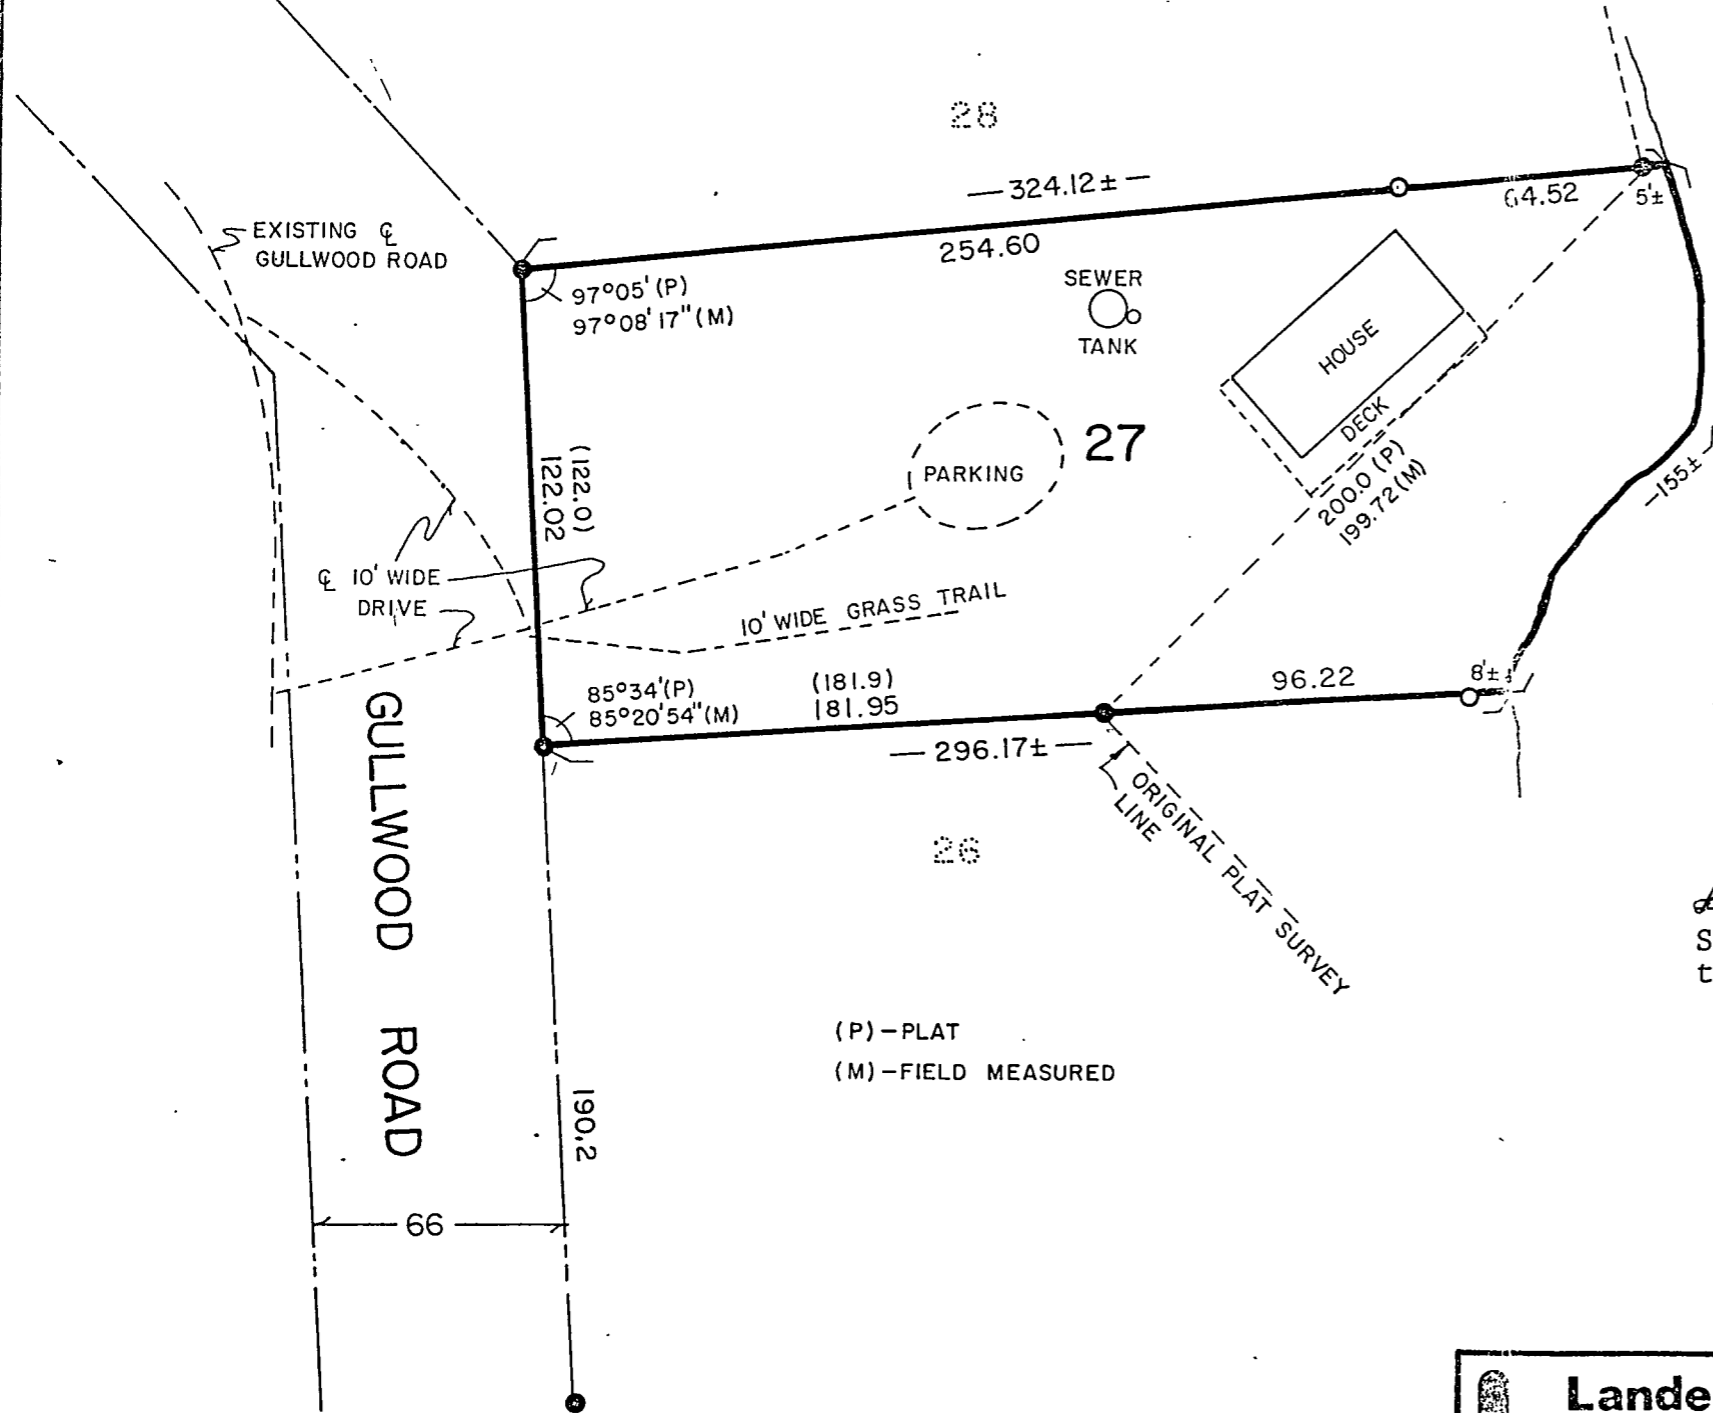 28
—324.12±—
64.52
5'±
254.60
EXISTING ℄
GULLWOOD ROAD
97°05'(P)
97°08'17"(M)
SEWER
TANK
HOUSE
DECK
200.0 (P)
199.72(M)
27
PARKING
(122.0)
122.02
—155±
℄ 10' WIDE
DRIVE
10' WIDE GRASS TRAIL
85°34'(P)
85°20'54"(M)
(181.9)
181.95
96.22
8'±
—296.17±—
ORIGINAL PLAT SURVEY
LINE
26
GULLWOOD ROAD
S
t
(P)-PLAT
(M)-FIELD MEASURED
190.2
66
Lande